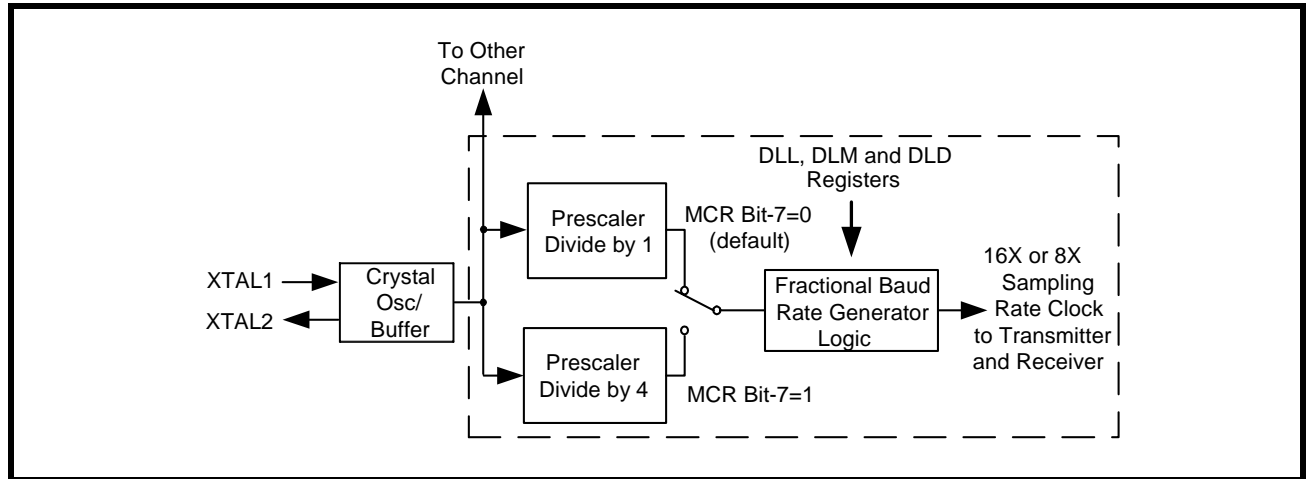 To Other
Channel
DLL, DLM and DLD
Registers
Prescaler
Divide by 1
MCR Bit-7=0
(default)
XTAL1
XTAL2
Crystal
Osc/
Buffer
Fractional Baud
Rate Generator
Logic
16X or 8X
Sampling
Rate Clock
to Transmitter
and Receiver
Prescaler
Divide by 4
MCR Bit-7=1